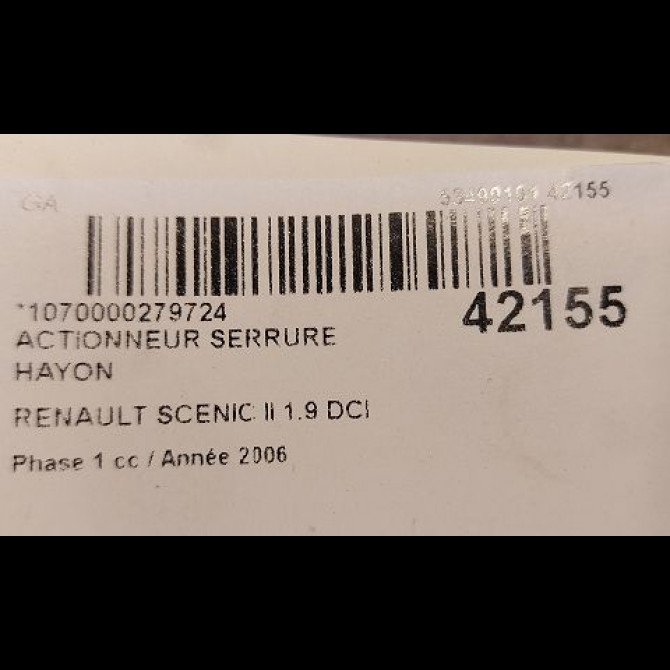 GA 42155
*1070000279724 42155
ACTIONNEUR SERRURE
HAYON
RENAULT SCENIC II 1.9 DCI
Phase 1 cc / Année 2006